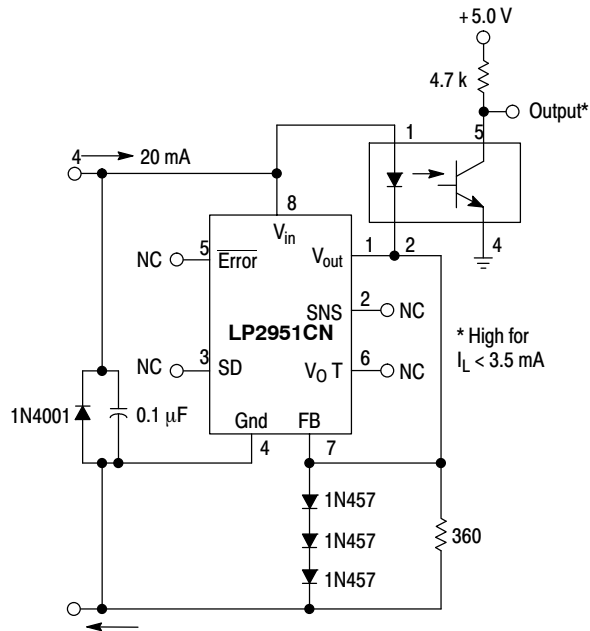 + 5.0 V
4.7 k
Output*
1
5
4
20 mA
8
4
Vin
NC
5
Error
Vout
1
2
SNS
2
NC
LP2951CN
* High for
IL < 3.5 mA
NC
3
SD
VO T
6
NC
1N4001
0.1 µF
Gnd
FB
4
7
1N457
1N457
360
1N457